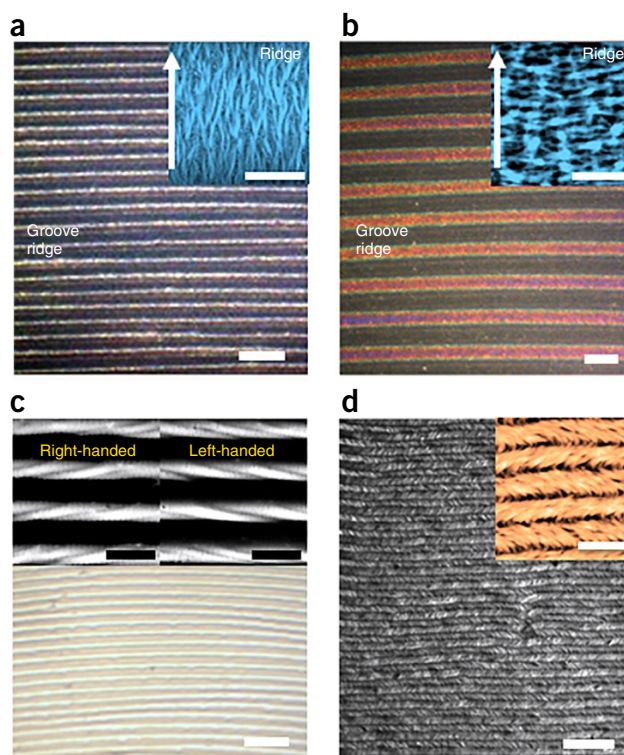 a
Ridge
Groove
ridge
b
Ridge
Groove
ridge
c
Right-handed
Left-handed
d